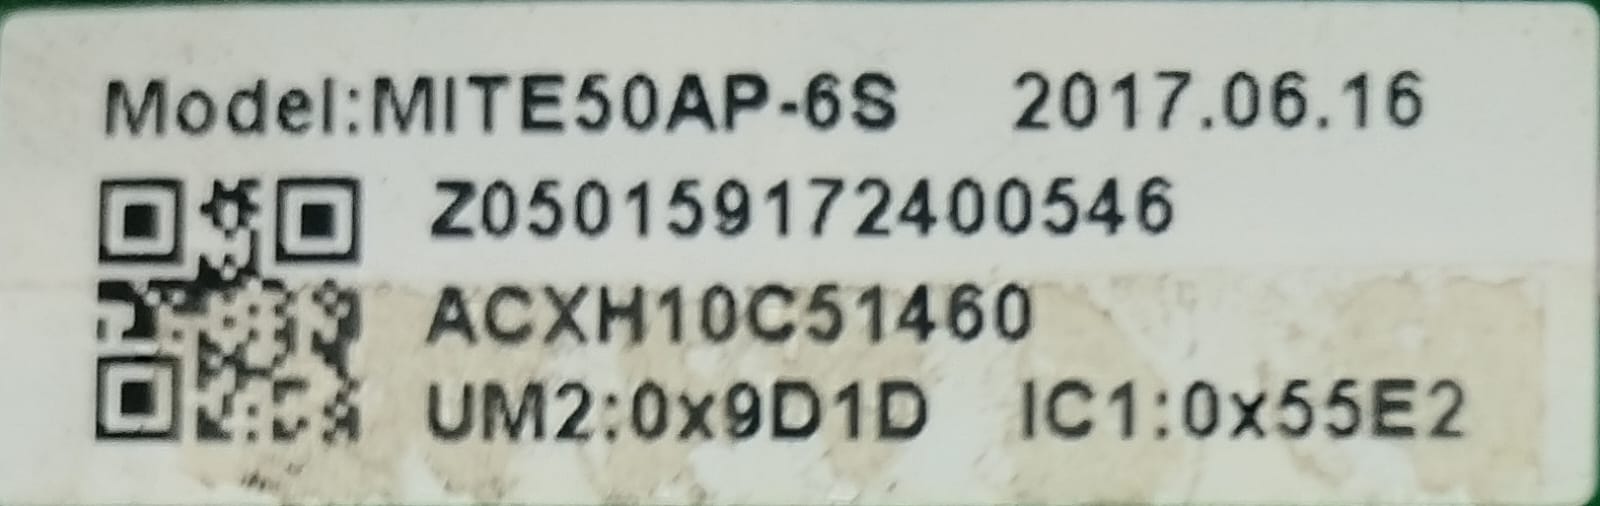 Model:MITE50AP-6S 2017.06.16
Z050159172400546
ACXH10C51460
UM2:0x9D1D IC1:0x55E2